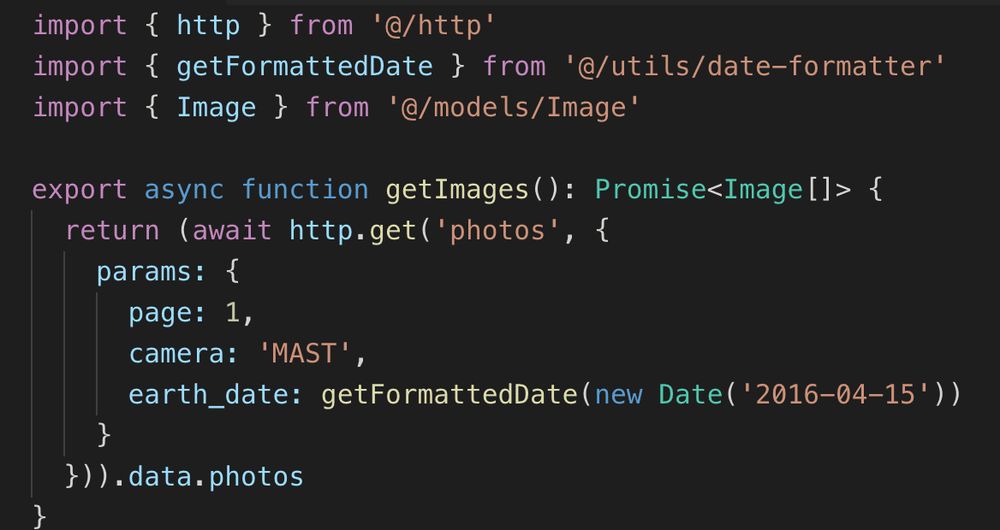 import { http } from '@/http'
import { getFormattedDate } from '@/utils/date-formatter'
import { Image } from '@/models/Image'

export async function getImages(): Promise<Image[]> {
  return (await http.get('photos', {
    params: {
      page: 1,
      camera: 'MAST',
      earth_date: getFormattedDate(new Date('2016-04-15'))
    }
  })).data.photos
}